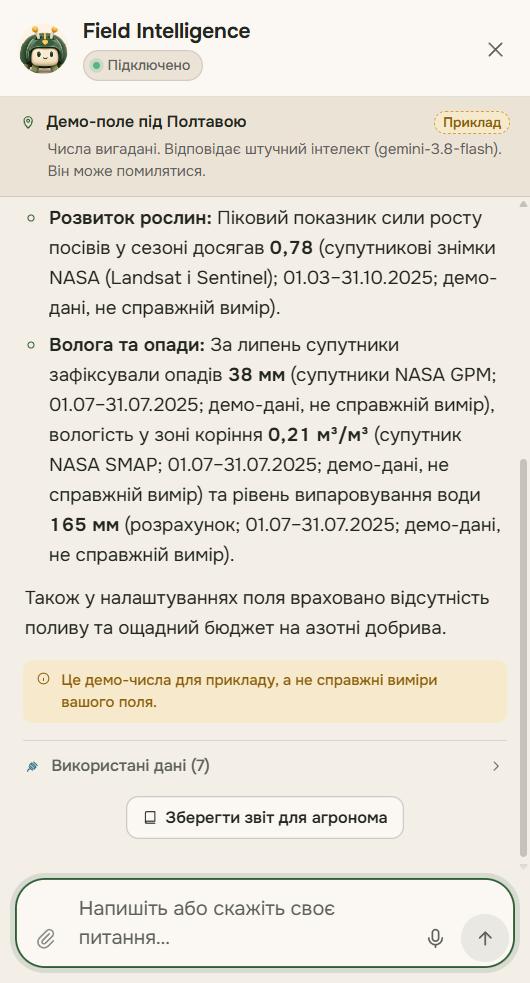 Field Intelligence
Підключено
Демо-поле під Полтавою
Приклад
Числа вигадані. Відповідає штучний інтелект (gemini-3.8-flash).
Він може помилятися.
Розвиток рослин: Піковий показник сили росту
посівів у сезоні досягав 0,78 (супутникові знімки
NASA (Landsat і Sentinel); 01.03–31.10.2025; демо-
дані, не справжній вимір).
Волога та опади: За липень супутники
зафіксували опадів 38 мм (супутники NASA GPM;
01.07–31.07.2025; демо-дані, не справжній вимір),
вологість у зоні коріння 0,21 м³/м³ (супутник
NASA SMAP; 01.07–31.07.2025; демо-дані, не
справжній вимір) та рівень випаровування води
165 мм (розрахунок; 01.07–31.07.2025; демо-дані,
не справжній вимір).
Також у налаштуваннях поля враховано відсутність
поливу та ощадний бюджет на азотні добрива.
Це демо-числа для прикладу, а не справжні виміри
вашого поля.
Використані дані (7)
Зберегти звіт для агронома
Напишіть або скажіть своє
питання...